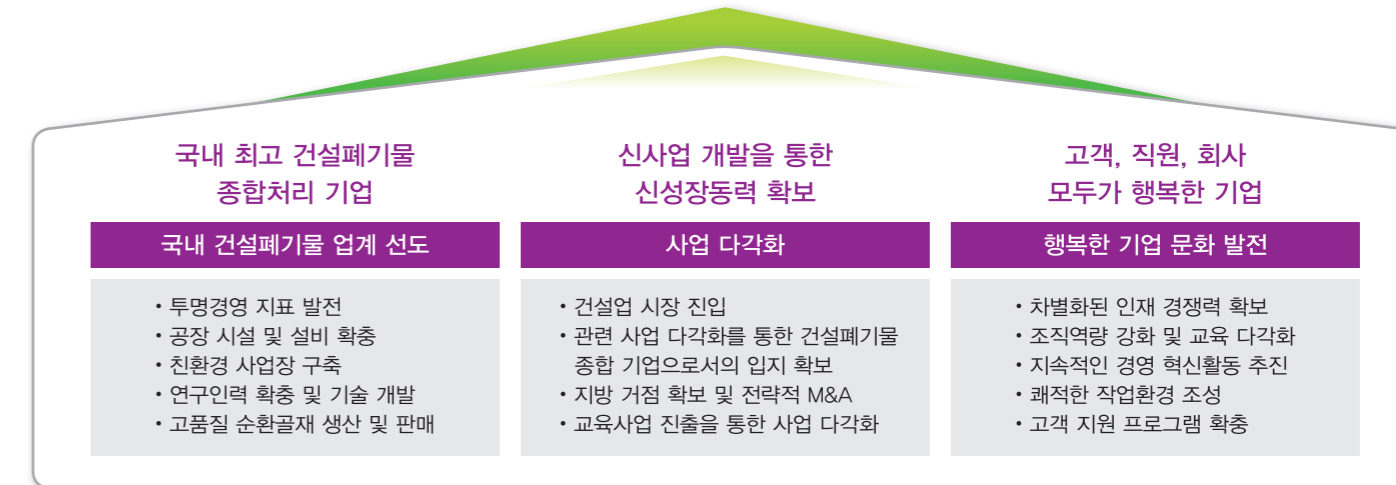 국내 최고 건설폐기물
종합처리 기업
국내 건설폐기물 업계 선도
• 투명경영 지표 발전
• 공장 시설 및 설비 확충
• 친환경 사업장 구축
• 연구인력 확충 및 기술 개발
• 고품질 순환골재 생산 및 판매
신사업 개발을 통한
신성장동력 확보
사업 다각화
• 건설업 시장 진입
• 관련 사업 다각화를 통한 건설폐기물
종합 기업으로서의 입지 확보
• 지방 거점 확보 및 전략적 M&A
• 교육사업 진출을 통한 사업 다각화
고객, 직원, 회사
모두가 행복한 기업
행복한 기업 문화 발전
• 차별화된 인재 경쟁력 확보
• 조직역량 강화 및 교육 다각화
• 지속적인 경영 혁신활동 추진
• 쾌적한 작업환경 조성
• 고객 지원 프로그램 확충